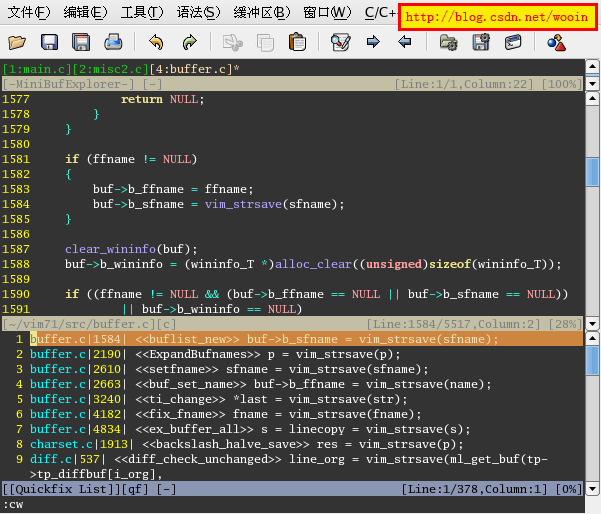 文件(F) 编辑(E) 工具(T) 语法(S) 缓冲区(B) 窗口(W) C/C+
http://blog.csdn.net/wooin
[1:main.c][2:misc2.c][4:buffer.c]*
[-MiniBufExplorer-] [-] [Line:1/1,Column:22] [100%]
1577 return NULL;
1578 }
1579 }
1580
1581 if (ffname != NULL)
1582 {
1583 buf->b_ffname = ffname;
1584 buf->b_sfname = vim_strsave(sfname);
1585 }
1586
1587 clear_wininfo(buf);
1588 buf->b_wininfo = (wininfo_T *)alloc_clear((unsigned)sizeof(wininfo_T));
1589
1590 if ((ffname != NULL && (buf->b_ffname == NULL || buf->b_sfname == NULL))
1591 || buf->b_wininfo == NULL)
[~/vim71/src/buffer.c][c] [Line:1584/5517,Column:2] [28%]
1 buffer.c|1584| <<buflist_new>> buf->b_sfname = vim_strsave(sfname);
2 buffer.c|2190| <<ExpandBufnames>> p = vim_strsave(p);
3 buffer.c|2610| <<setfname>> sfname = vim_strsave(sfname);
4 buffer.c|2663| <<buf_set_name>> buf->b_ffname = vim_strsave(name);
5 buffer.c|3240| <<ti_change>> *last = vim_strsave(str);
6 buffer.c|4182| <<fix_fname>> fname = vim_strsave(fname);
7 buffer.c|4834| <<ex_buffer_all>> s = linecopy = vim_strsave(s);
8 charset.c|1913| <<backslash_halve_save>> res = vim_strsave(p);
9 diff.c|537| <<diff_check_unchanged>> line_org = vim_strsave(ml_get_buf(tp-
>tp_diffbuf[i_org],
[[Quickfix List]][qf] [-] [Line:1/378,Column:1] [0%]
:cw